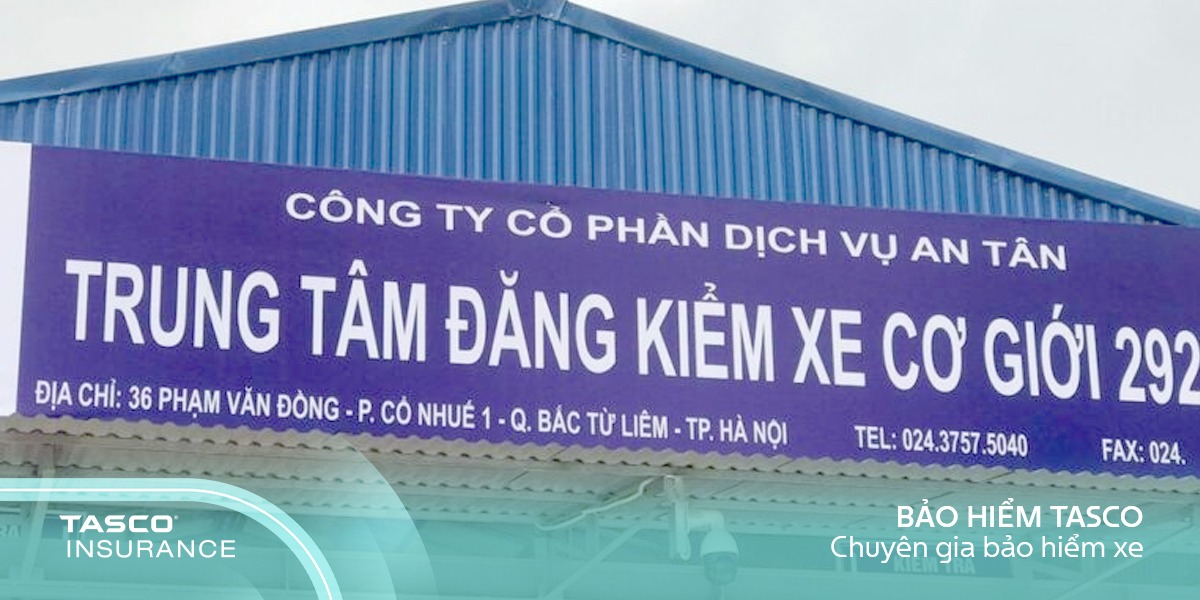 CÔNG TY CỔ PHẦN DỊCH VỤ AN TÂN
TRUNG TÂM ĐĂNG KIỂM XE CƠ GIỚI 292
ĐỊA CHỈ: 36 PHẠM VĂN ĐỒNG - P. CỔ NHUẾ 1 - Q. BẮC TỪ LIÊM - TP. HÀ NỘI
TEL: 024.3757.5040
FAX: 024.
TASCO
INSURANCE
BẢO HIỂM TASCO
Chuyên gia bảo hiểm xe
KIỂM TRA